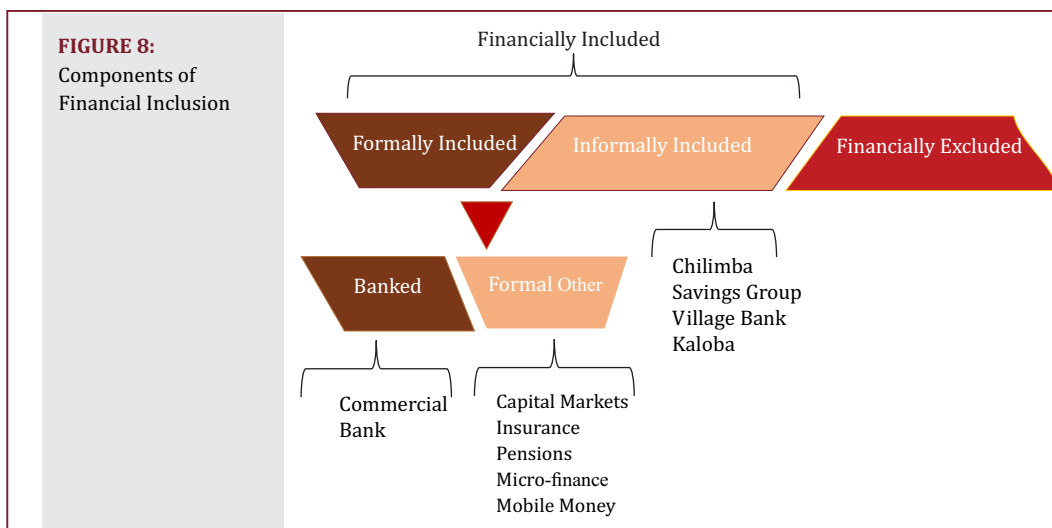 FIGURE 8:
Components of
Financial Inclusion
Financially Included
Formally Included
Informally Included
Financially Excluded
Banked
Formal Other
Chilimba
Savings Group
Village Bank
Kaloba
Commercial
Bank
Capital Markets
Insurance
Pensions
Micro-finance
Mobile Money